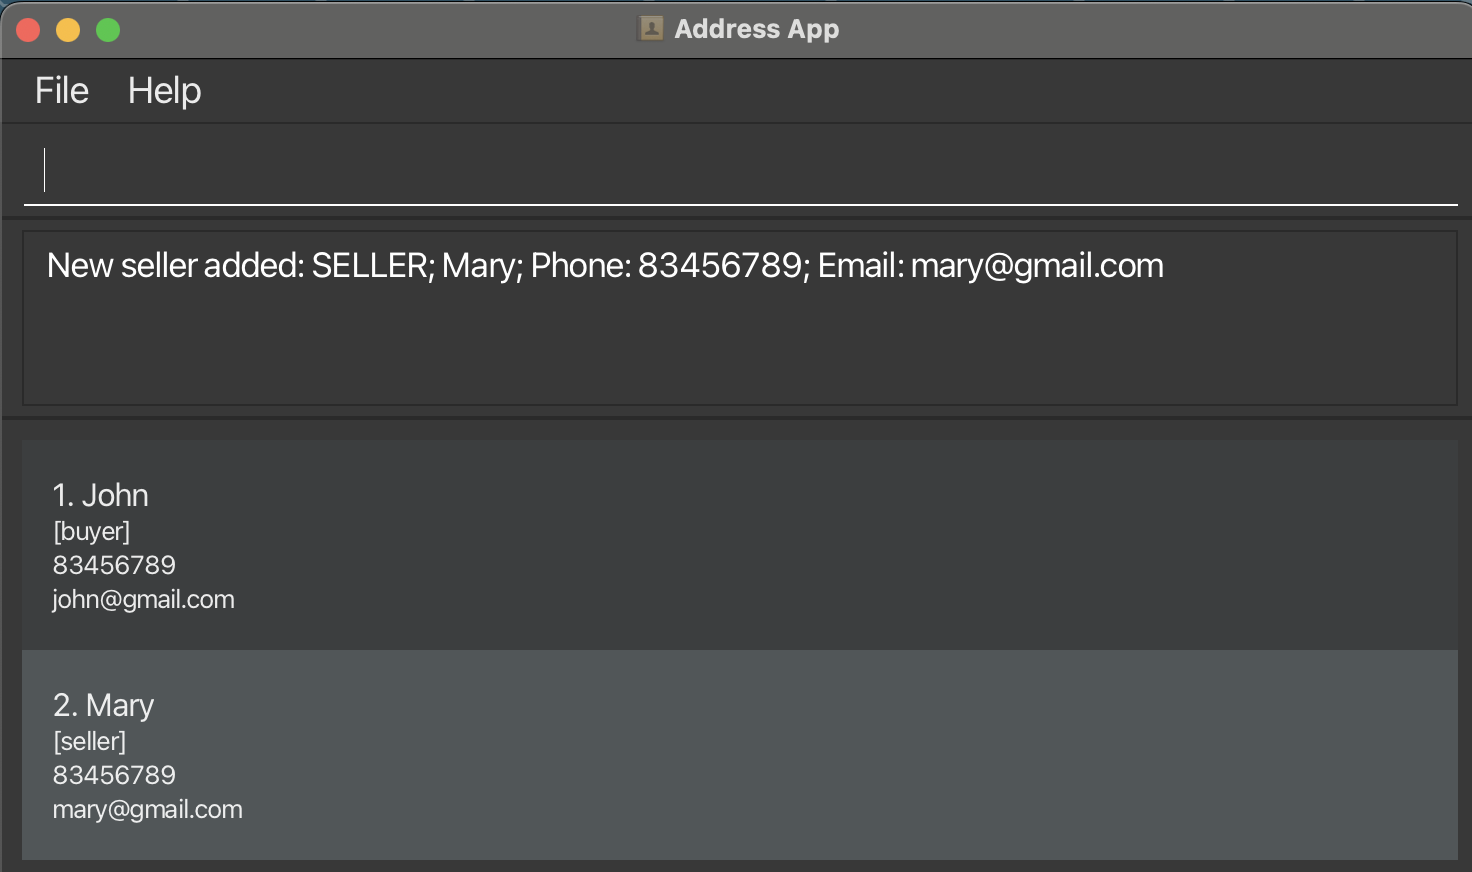 Address App
File Help
New seller added: SELLER; Mary; Phone: 83456789; Email: mary@gmail.com
1. John
[buyer]
83456789
john@gmail.com
2. Mary
[seller]
83456789
mary@gmail.com